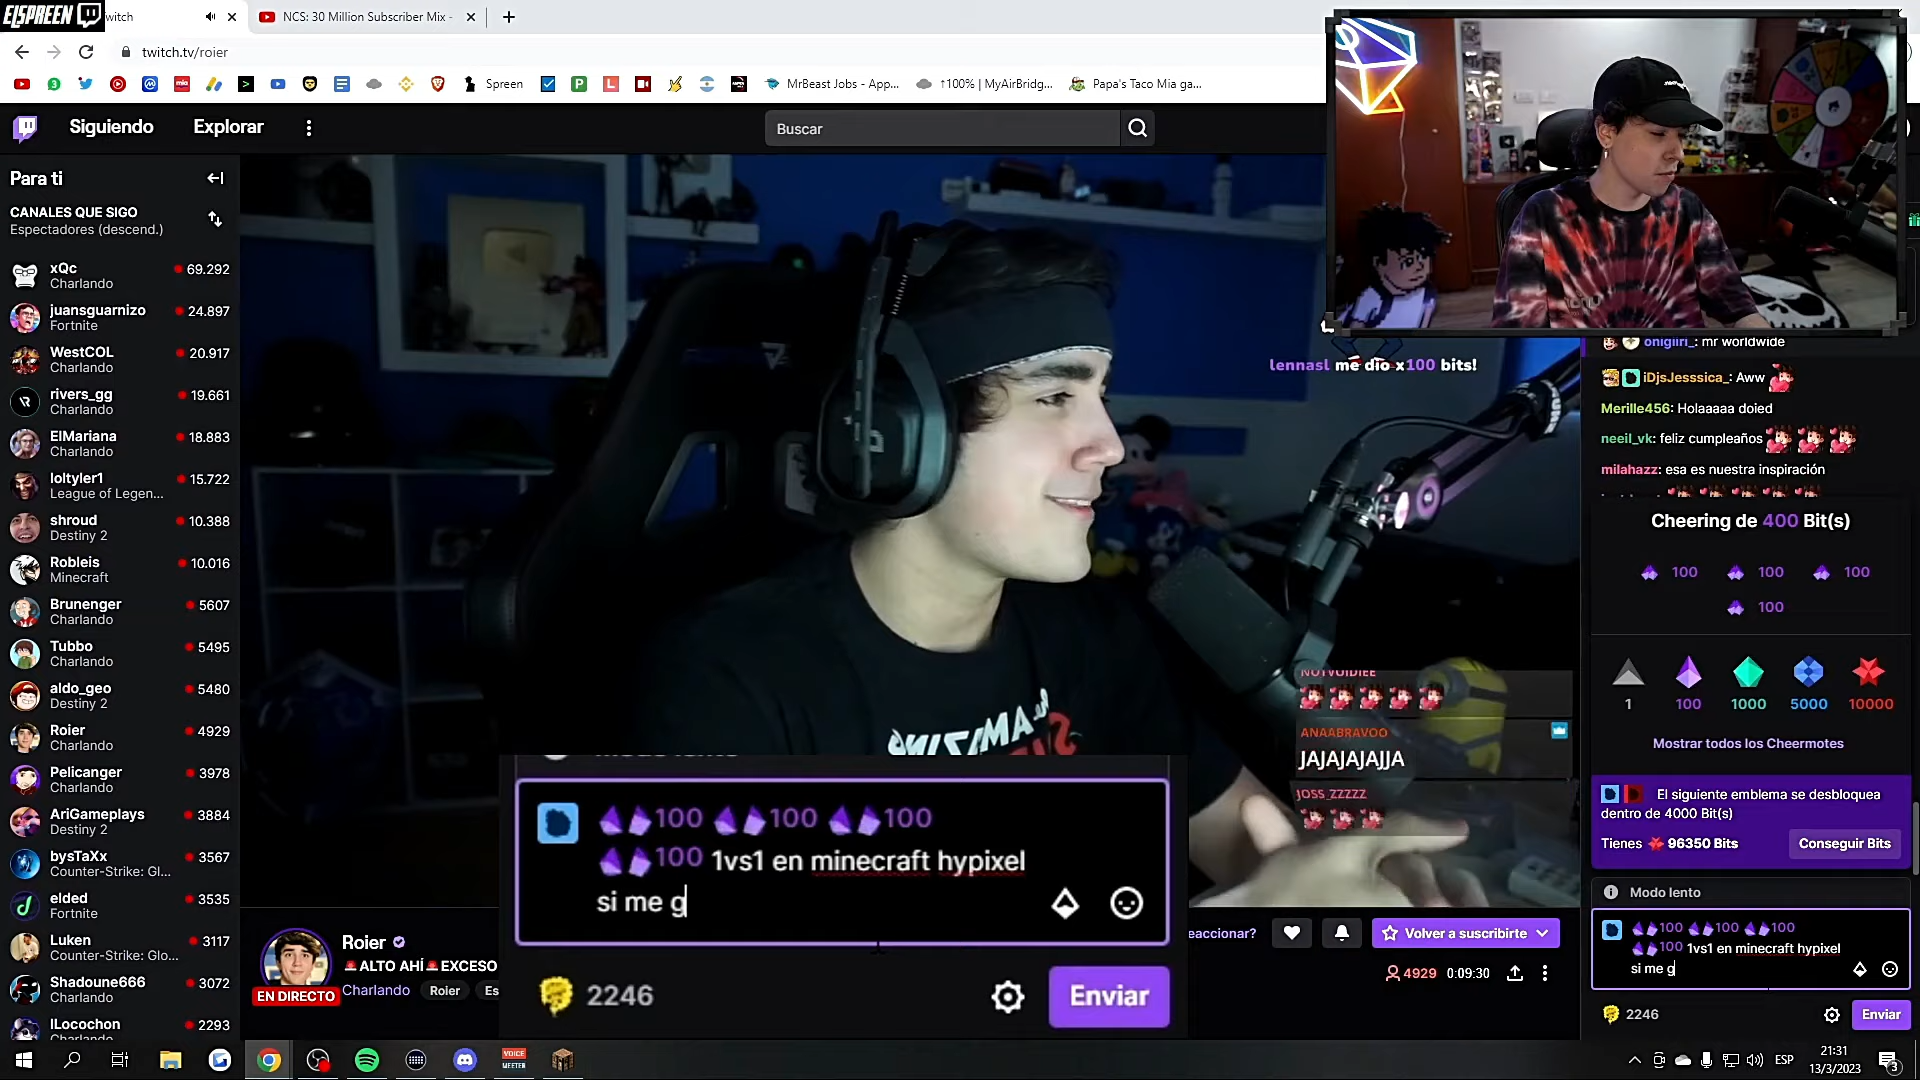 ElSPREEN
witch
NCS: 30 Million Subscriber Mix -
twitch.tv/roier
Spreen
MrBeast Jobs - App...
↑100% | MyAirBridg...
Papa's Taco Mia ga...
Siguiendo
Explorar
Buscar
Para ti
CANALES QUE SIGO
Espectadores (descend.)
xQc 69.292
Charlando
juansguarnizo 24.897
Fortnite
WestCOL 20.917
Charlando
rivers_gg 19.661
Charlando
ElMariana 18.883
Charlando
loltyler1 15.722
League of Legen...
shroud 10.388
Destiny 2
Robleis 10.016
Minecraft
Brunenger 5607
Charlando
Tubbo 5495
Charlando
aldo_geo 5480
Destiny 2
Roier 4929
Charlando
Pelicanger 3978
Charlando
AriGameplays 3884
Destiny 2
bysTaXx 3567
Counter-Strike: Gl...
elded 3535
Fortnite
Luken 3117
Counter-Strike: Glo...
Shadoune666 3072
Charlando
lLocochon 2293
Charlando
lennasl me dio x100 bits!
NOTVOIDIEE
ANAABRAVOO
JAJAJAJAJJA
JOSS_ZZZZZ
100 100 100
100 1vs1 en minecraft hypixel
si me g
2246
Enviar
Roier
ALTO AHÍ EXCESO
EN DIRECTO
Charlando
Roier
Es
eaccionar?
Volver a suscribirte
4929 0:09:30
onigiiri_: mr worldwide
iDjsJesssica_: Aww
Merille456: Holaaaaa doied
neeil_vk: feliz cumpleaños
milahazz: esa es nuestra inspiración
Cheering de 400 Bit(s)
100 100 100
100
1 100 1000 5000 10000
Mostrar todos los Cheermotes
El siguiente emblema se desbloquea
dentro de 4000 Bit(s)
Tienes 96350 Bits
Conseguir Bits
Modo lento
100 100 100
100 1vs1 en minecraft hypixel
si me g
2246
Enviar
VOICE
MEETER
ESP
21:31
13/3/2023
3